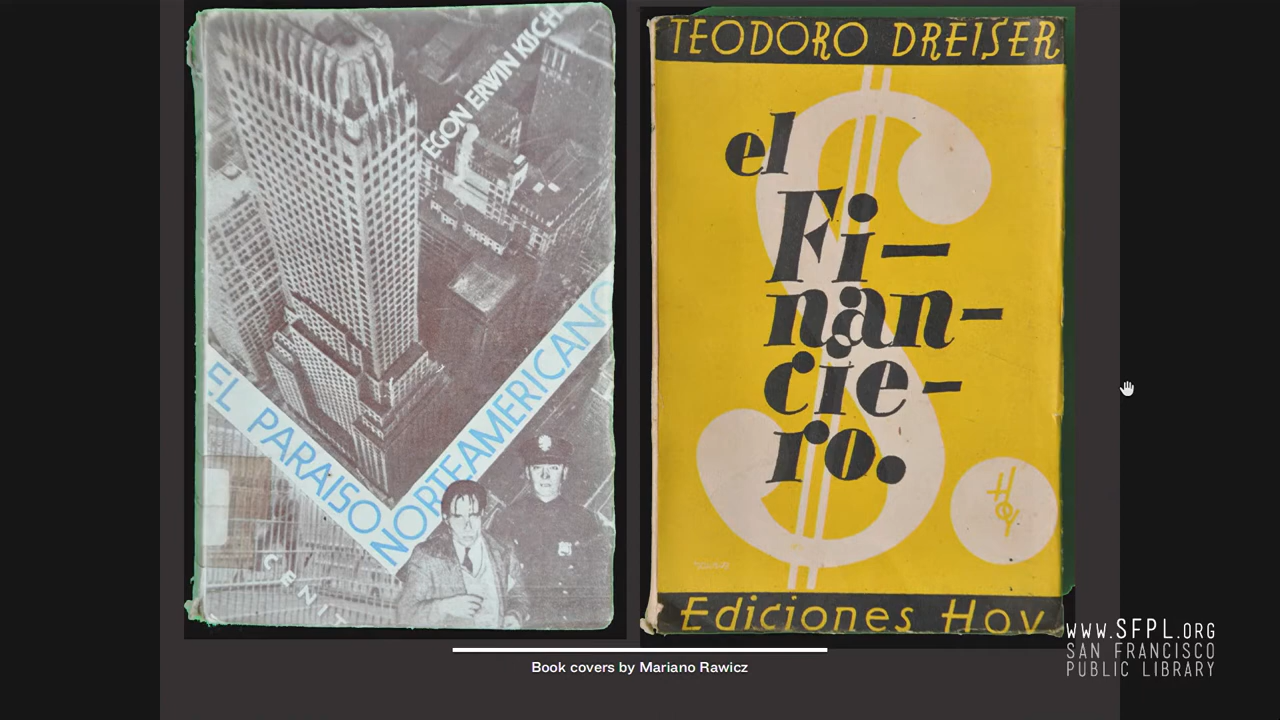 EGON ERWIN KISCH
EL PARAISO
NORTEAMERICANO
CENIT
TEODORO DREISER
el
Fi—
nan-
cie-
ro.
Hoy
Ediciones Hoy
Book covers by Mariano Rawicz
WWW.SFPL.ORG
SAN FRANCISCO
PUBLIC LIBRARY